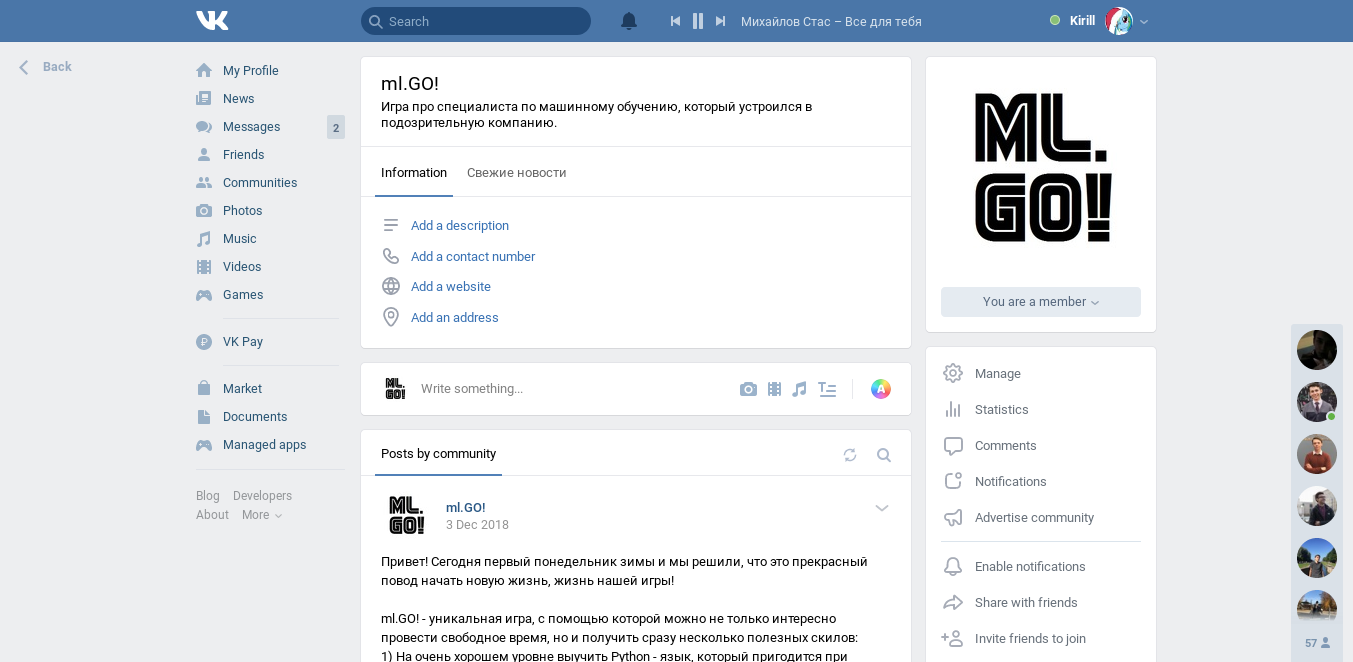 Search
Михайлов Стас – Все для тебя
Kirill
Back
My Profile
News
Messages 2
Friends
Communities
Photos
Music
Videos
Games
VK Pay
Market
Documents
Managed apps
Blog Developers
About More
ml.GO!
Игра про специалиста по машинному обучению, который устроился в
подозрительную компанию.
Information Свежие новости
Add a description
Add a contact number
Add a website
Add an address
ML.
GO!
Write something...
A
Posts by community
ML.
GO!
ml.GO!
3 Dec 2018
Привет! Сегодня первый понедельник зимы и мы решили, что это прекрасный
повод начать новую жизнь, жизнь нашей игры!
ml.GO! - уникальная игра, с помощью которой можно не только интересно
провести свободное время, но и получить сразу несколько полезных скилов:
1) На очень хорошем уровне выучить Python - язык, который пригодится при
ML.
GO!!
You are a member
Manage
Statistics
Comments
Notifications
Advertise community
Enable notifications
Share with friends
Invite friends to join
57